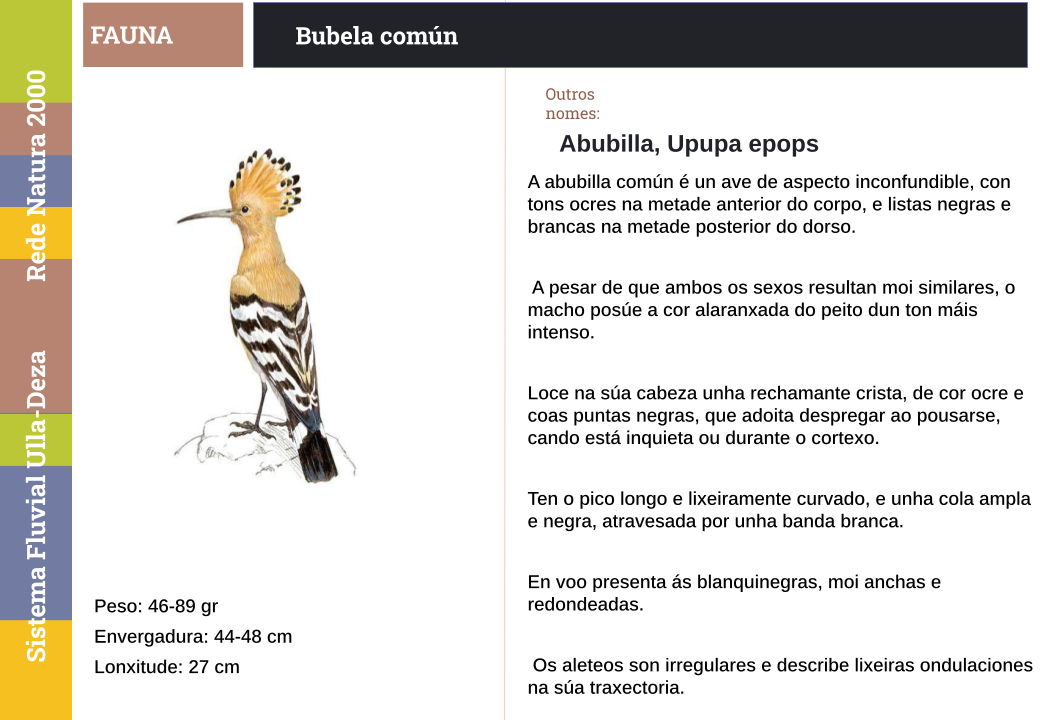 FAUNA
Bubela común
Sistema Fluvial Ulla-Deza Rede Natura 2000
Outros
nomes:
Abubilla, Upupa epops
A abubilla común é un ave de aspecto inconfundible, con
tons ocres na metade anterior do corpo, e listas negras e
brancas na metade posterior do dorso.
A pesar de que ambos os sexos resultan moi similares, o
macho posúe a cor alaranxada do peito dun ton máis
intenso.
Loce na súa cabeza unha rechamante crista, de cor ocre e
coas puntas negras, que adoita despregar ao pousarse,
cando está inquieta ou durante o cortexo.
Ten o pico longo e lixeiramente curvado, e unha cola ampla
e negra, atravesada por unha banda branca.
En voo presenta ás blanquinegras, moi anchas e
redondeadas.
Os aleteos son irregulares e describe lixeiras ondulaciones
na súa traxectoria.
Peso: 46-89 gr
Envergadura: 44-48 cm
Lonxitude: 27 cm